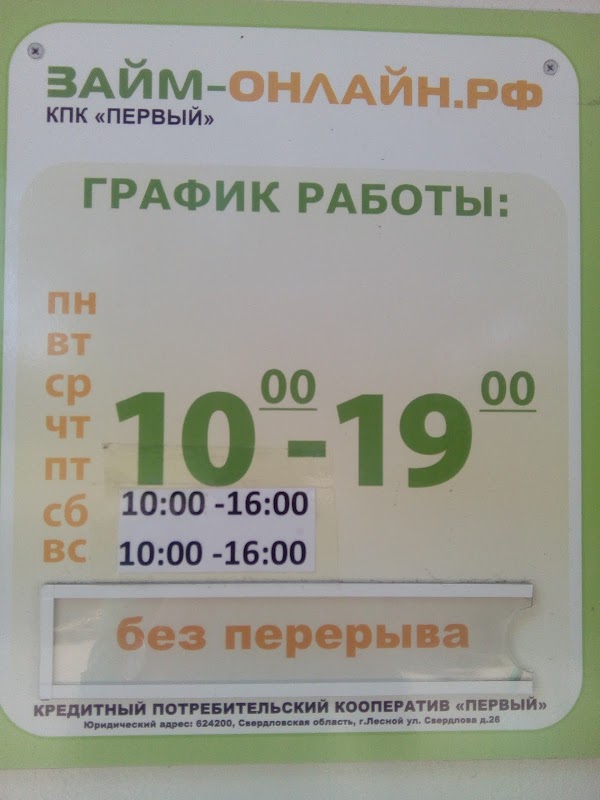 ЗАЙМ-ОНЛАЙН.РФ
КПК «ПЕРВЫЙ»
ГРАФИК РАБОТЫ:
пн
вт
ср
чт
пт
10 00 - 19 00
сб 10:00 -16:00
вс 10:00 -16:00
без перерыва
КРЕДИТНЫЙ ПОТРЕБИТЕЛЬСКИЙ КООПЕРАТИВ «ПЕРВЫЙ»
Юридический адрес: 624200, Свердловская область, г.Лесной ул. Свердлова д.26